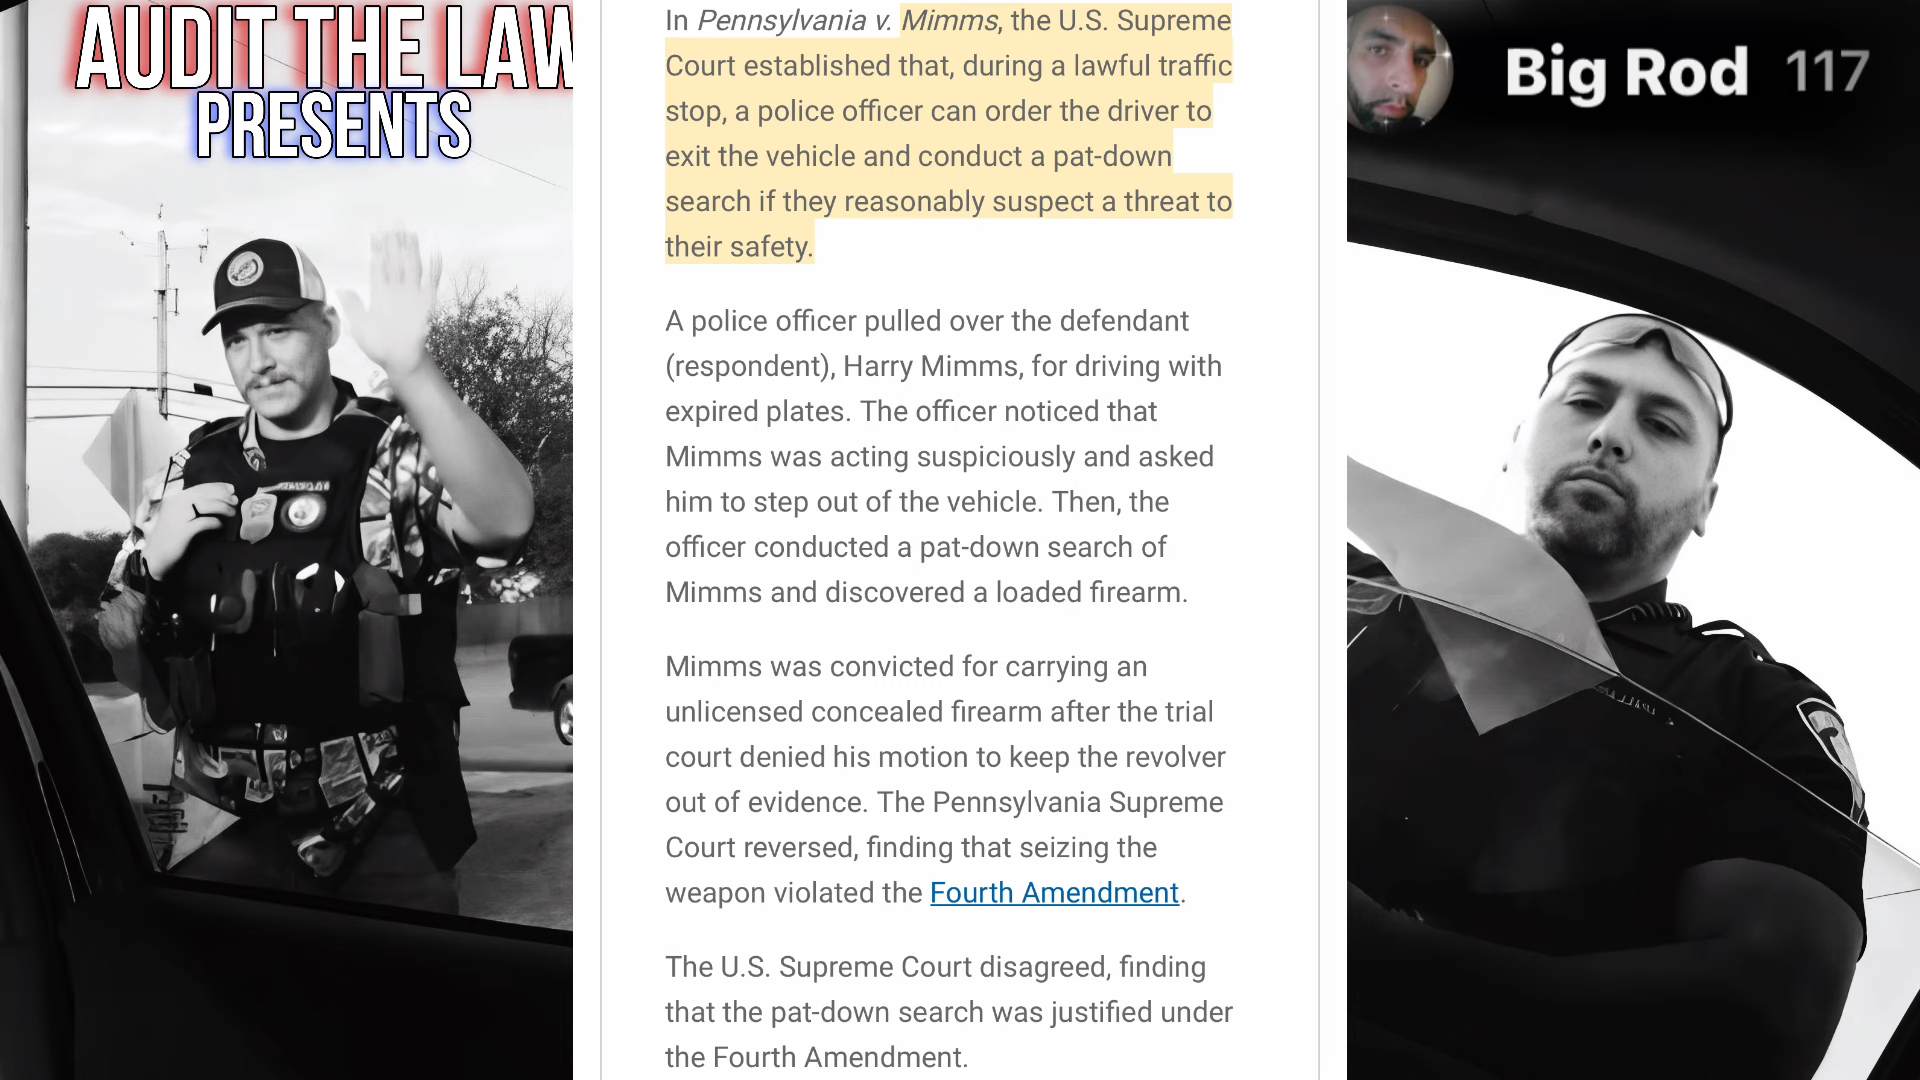 AUDIT THE LAW
PRESENTS
In Pennsylvania v. Mimms, the U.S. Supreme
Court established that, during a lawful traffic
stop, a police officer can order the driver to
exit the vehicle and conduct a pat-down
search if they reasonably suspect a threat to
their safety.
A police officer pulled over the defendant
(respondent), Harry Mimms, for driving with
expired plates. The officer noticed that
Mimms was acting suspiciously and asked
him to step out of the vehicle. Then, the
officer conducted a pat-down search of
Mimms and discovered a loaded firearm.
Mimms was convicted for carrying an
unlicensed concealed firearm after the trial
court denied his motion to keep the revolver
out of evidence. The Pennsylvania Supreme
Court reversed, finding that seizing the
weapon violated the Fourth Amendment.
The U.S. Supreme Court disagreed, finding
that the pat-down search was justified under
the Fourth Amendment.
Big Rod 117